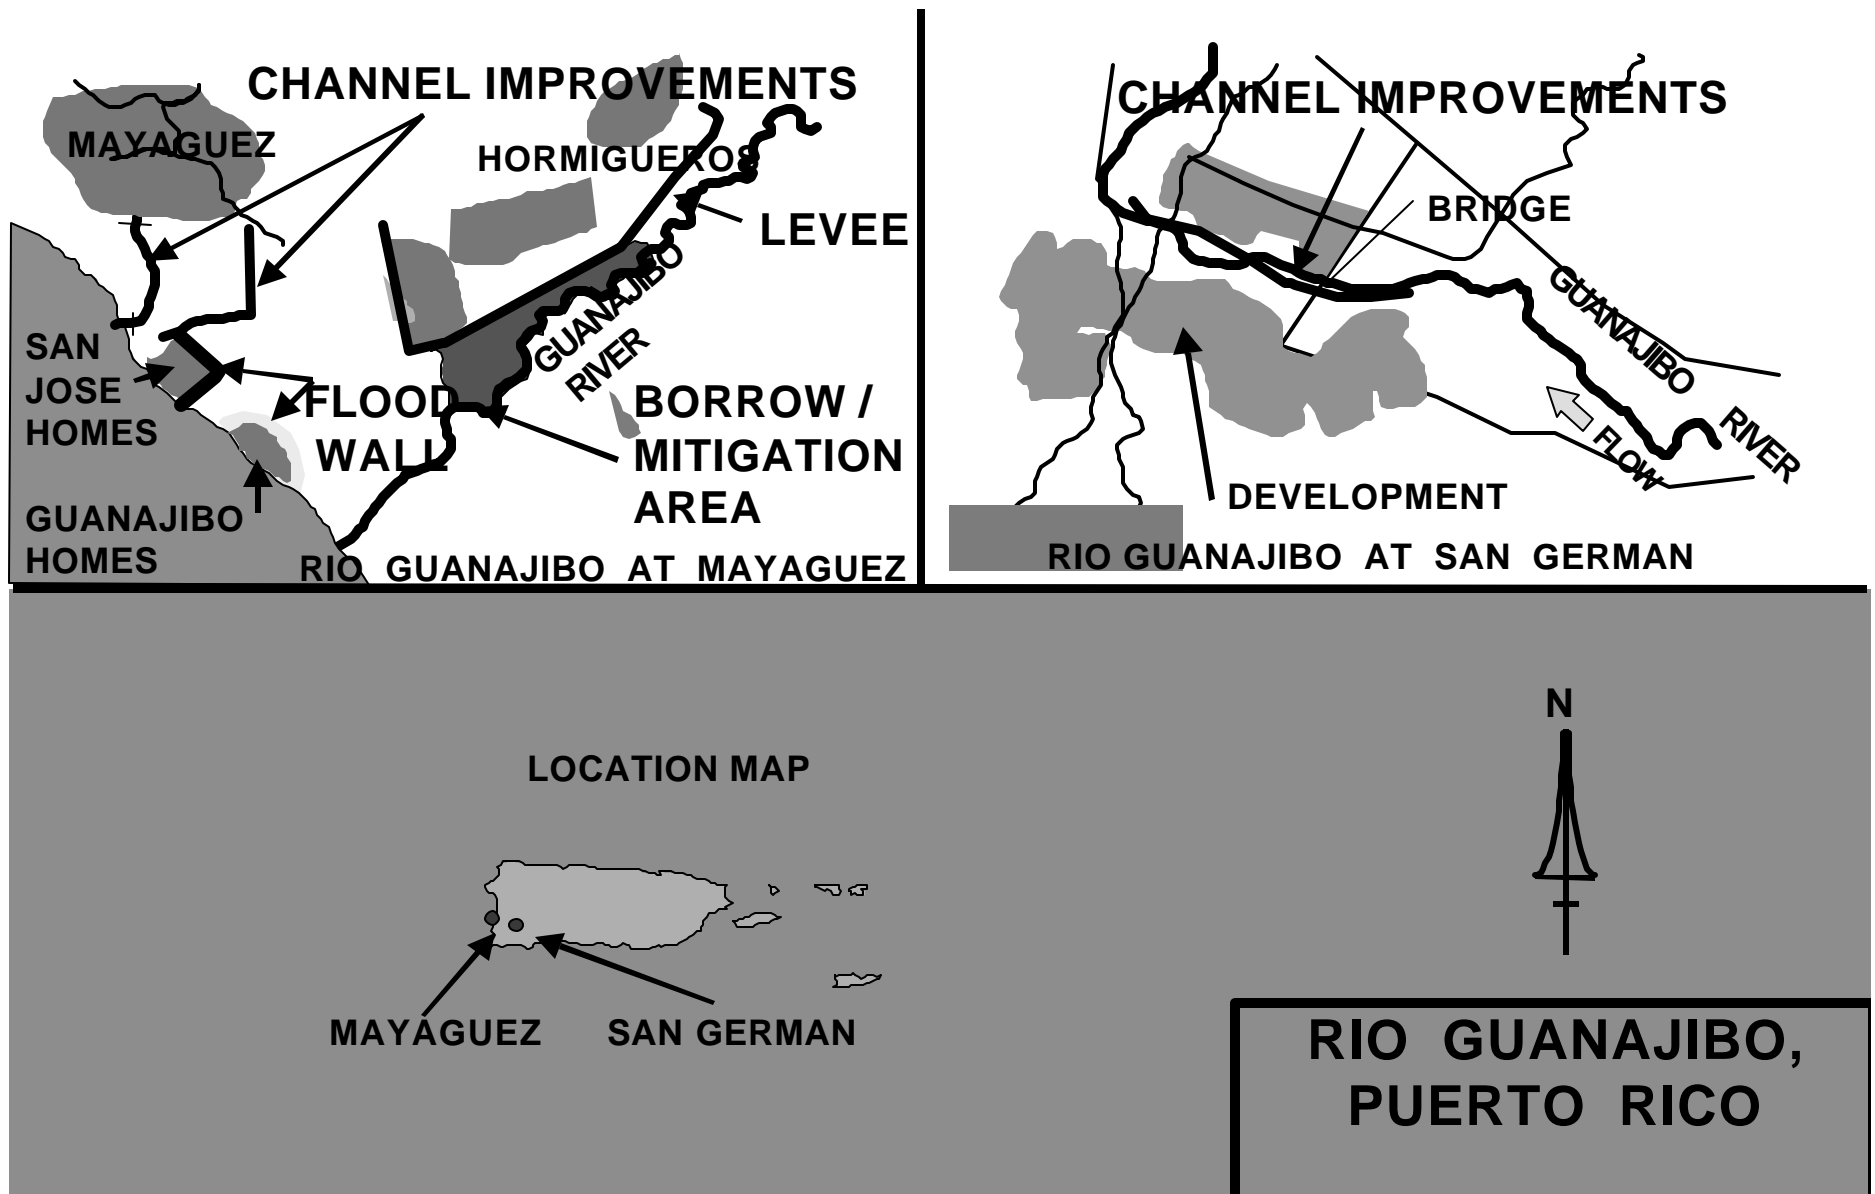 CHANNEL IMPROVEMENTS
MAYAGUEZ
HORMIGUEROS
LEVEE
GUANAJIBO
RIVER
SAN
JOSE
HOMES
FLOOD
WALL
BORROW /
MITIGATION
AREA
GUANAJIBO
HOMES
RIO GUANAJIBO AT MAYAGUEZ
CHANNEL IMPROVEMENTS
BRIDGE
GUANAJIBO
RIVER
FLOW
DEVELOPMENT
RIO GUANAJIBO AT SAN GERMAN
N
LOCATION MAP
MAYAGUEZ
SAN GERMAN
RIO GUANAJIBO,
PUERTO RICO